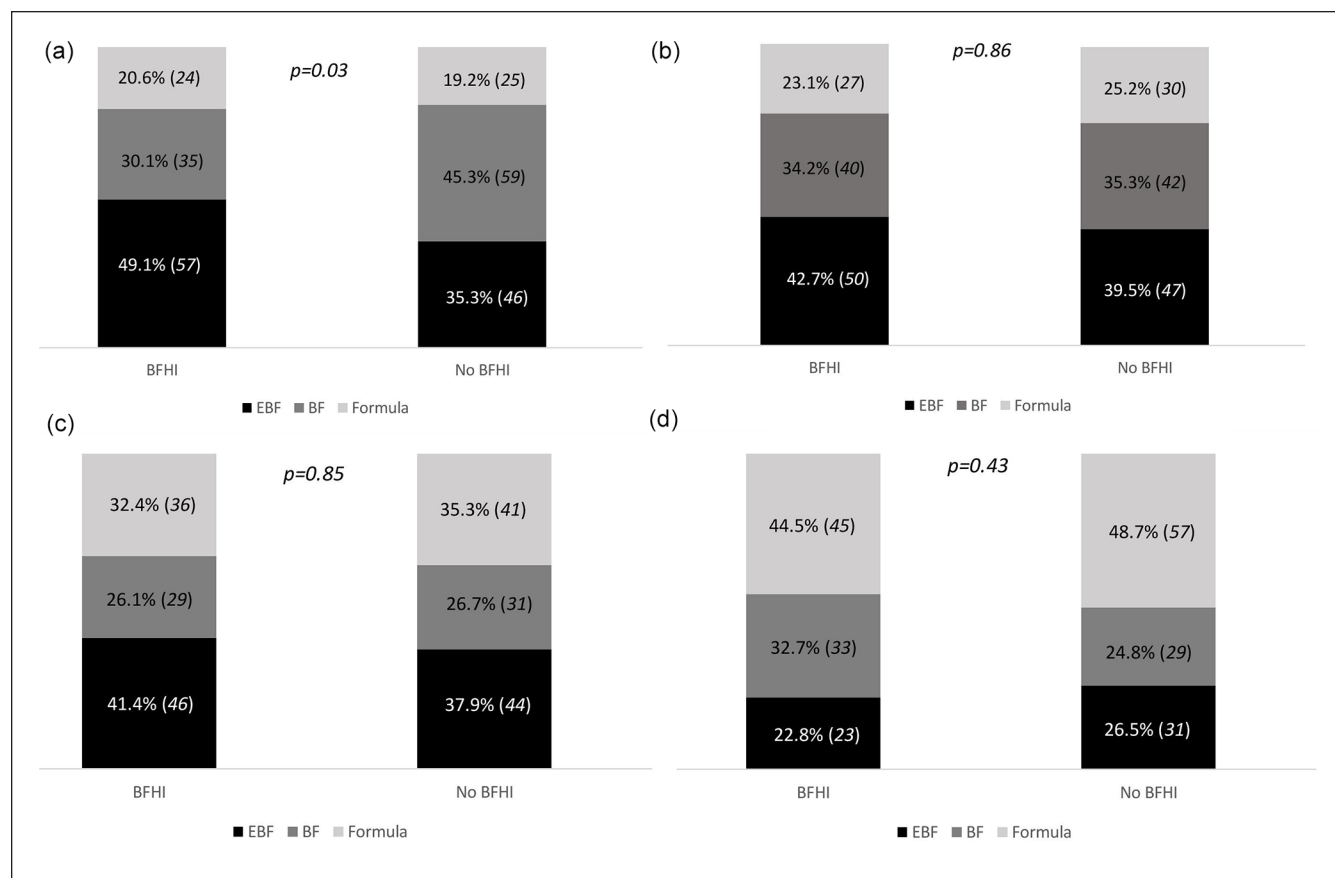 (a)
20.6% (24)
p=0.03
19.2% (25)
30.1% (35)
45.3% (59)
49.1% (57)
35.3% (46)
BFHI
No BFHI
EBF BF Formula
(b)
23.1% (27)
p=0.86
25.2% (30)
34.2% (40)
35.3% (42)
42.7% (50)
39.5% (47)
BFHI
No BFHI
EBF BF Formula
(c)
32.4% (36)
p=0.85
35.3% (41)
26.1% (29)
26.7% (31)
41.4% (46)
37.9% (44)
BFHI
No BFHI
EBF BF Formula
(d)
44.5% (45)
p=0.43
48.7% (57)
32.7% (33)
24.8% (29)
22.8% (23)
26.5% (31)
BFHI
No BFHI
EBF BF Formula